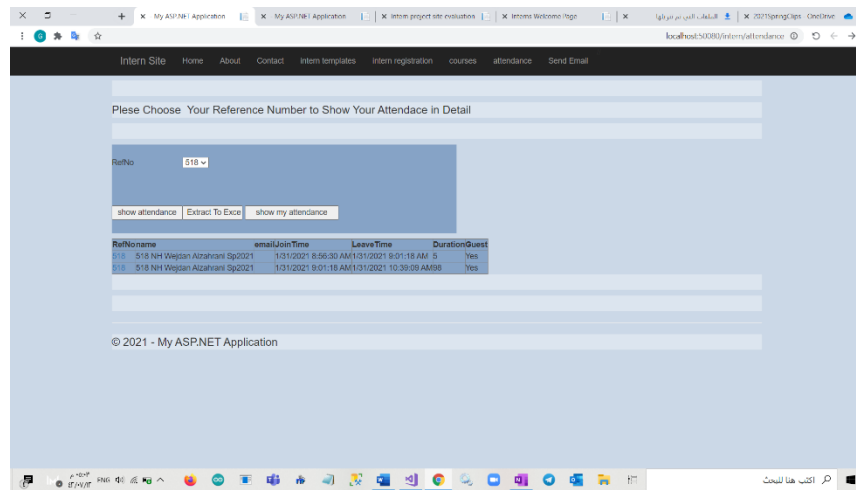 My ASP.NET Application
My ASP.NET Application
Intern project site evaluation
Interns Welcome Page
2021SpringClips OneDrive
localhost:50080/intern/attendance
Intern Site Home About Contact intern templates intern registration courses attendance Send Email
Plese Choose Your Reference Number to Show Your Attendace in Detail
RefNo 518
show attendance Extract To Exce show my attendance
RefNo name email JoinTime LeaveTime Duration Guest
518 518 NH Wejdan Alzahrani Sp2021 1/31/2021 8:56:30 AM 1/31/2021 9:01:18 AM 5 Yes
518 518 NH Wejdan Alzahrani Sp2021 1/31/2021 9:01:18 AM 1/31/2021 10:39:09 AM 98 Yes
© 2021 - My ASP.NET Application
ENG
اكتب هنا للبحث